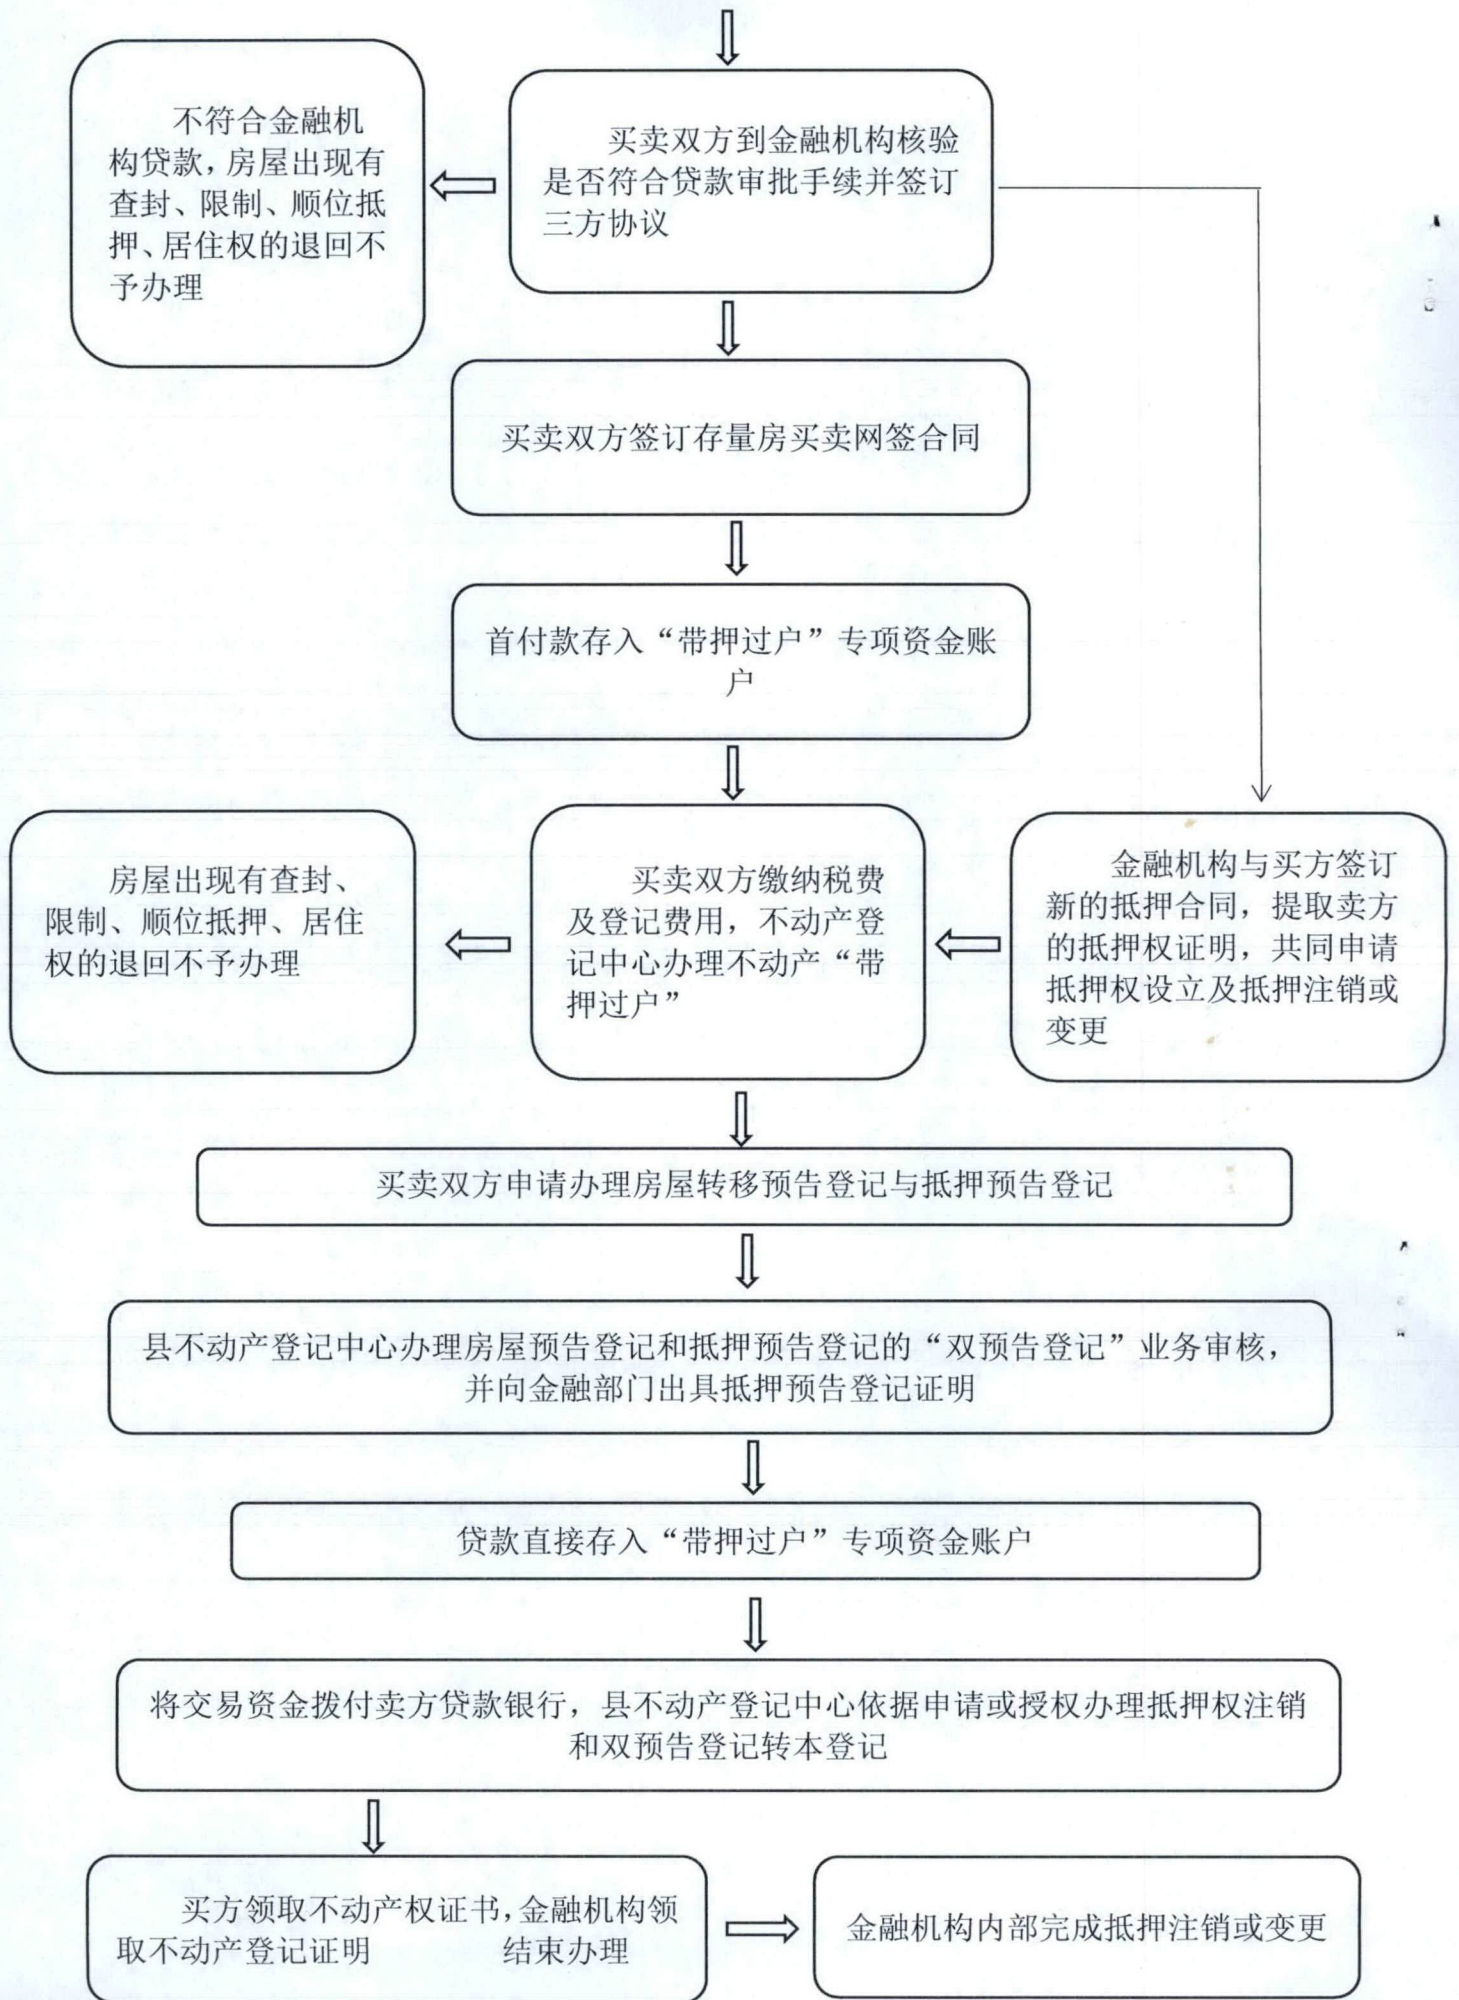 不符合金融机
构贷款，房屋出现有
查封、限制、顺位抵
押、居住权的退回不
予办理
买卖双方到金融机构核验
是否符合贷款审批手续并签订
三方协议
买卖双方签订存量房买卖网签合同
首付款存入“带押过户”专项资金账
户
房屋出现有查封、
限制、顺位抵押、居住
权的退回不予办理
买卖双方缴纳税费
及登记费用，不动产登
记中心办理不动产“带
押过户”
金融机构与买方签订
新的抵押合同，提取卖方
的抵押权证明，共同申请
抵押权设立及抵押注销或
变更
买卖双方申请办理房屋转移预告登记与抵押预告登记
县不动产登记中心办理房屋预告登记和抵押预告登记的“双预告登记”业务审核，
并向金融部门出具抵押预告登记证明
贷款直接存入“带押过户”专项资金账户
将交易资金拨付卖方贷款银行，县不动产登记中心依据申请或授权办理抵押权注销
和双预告登记转本登记
买方领取不动产权证书，金融机构领
取不动产登记证明 结束办理
金融机构内部完成抵押注销或变更